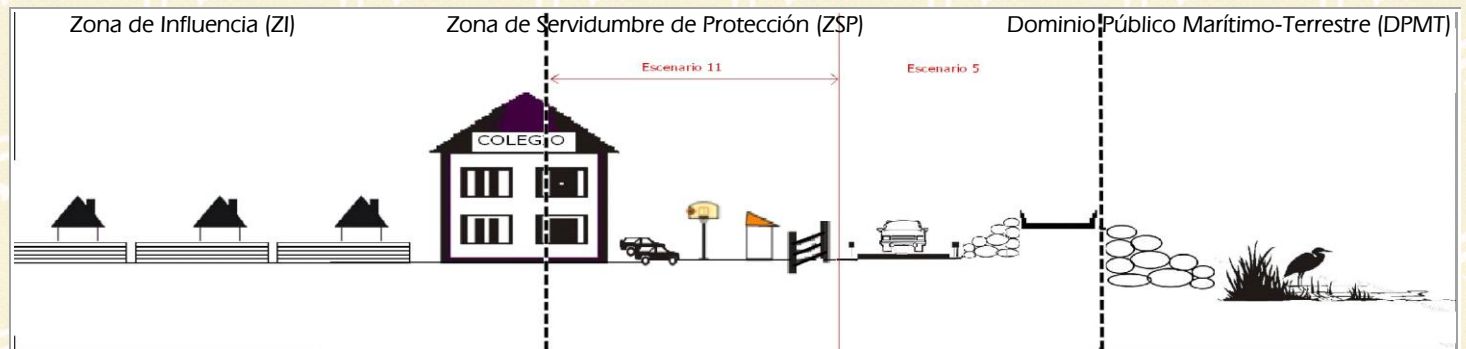 Zona de Influencia (ZI)
Zona de Servidumbre de Protección (ZSP)
Dominio Público Marítimo-Terrestre (DPMT)
Escenario 11
Escenario 5
COLEGIO